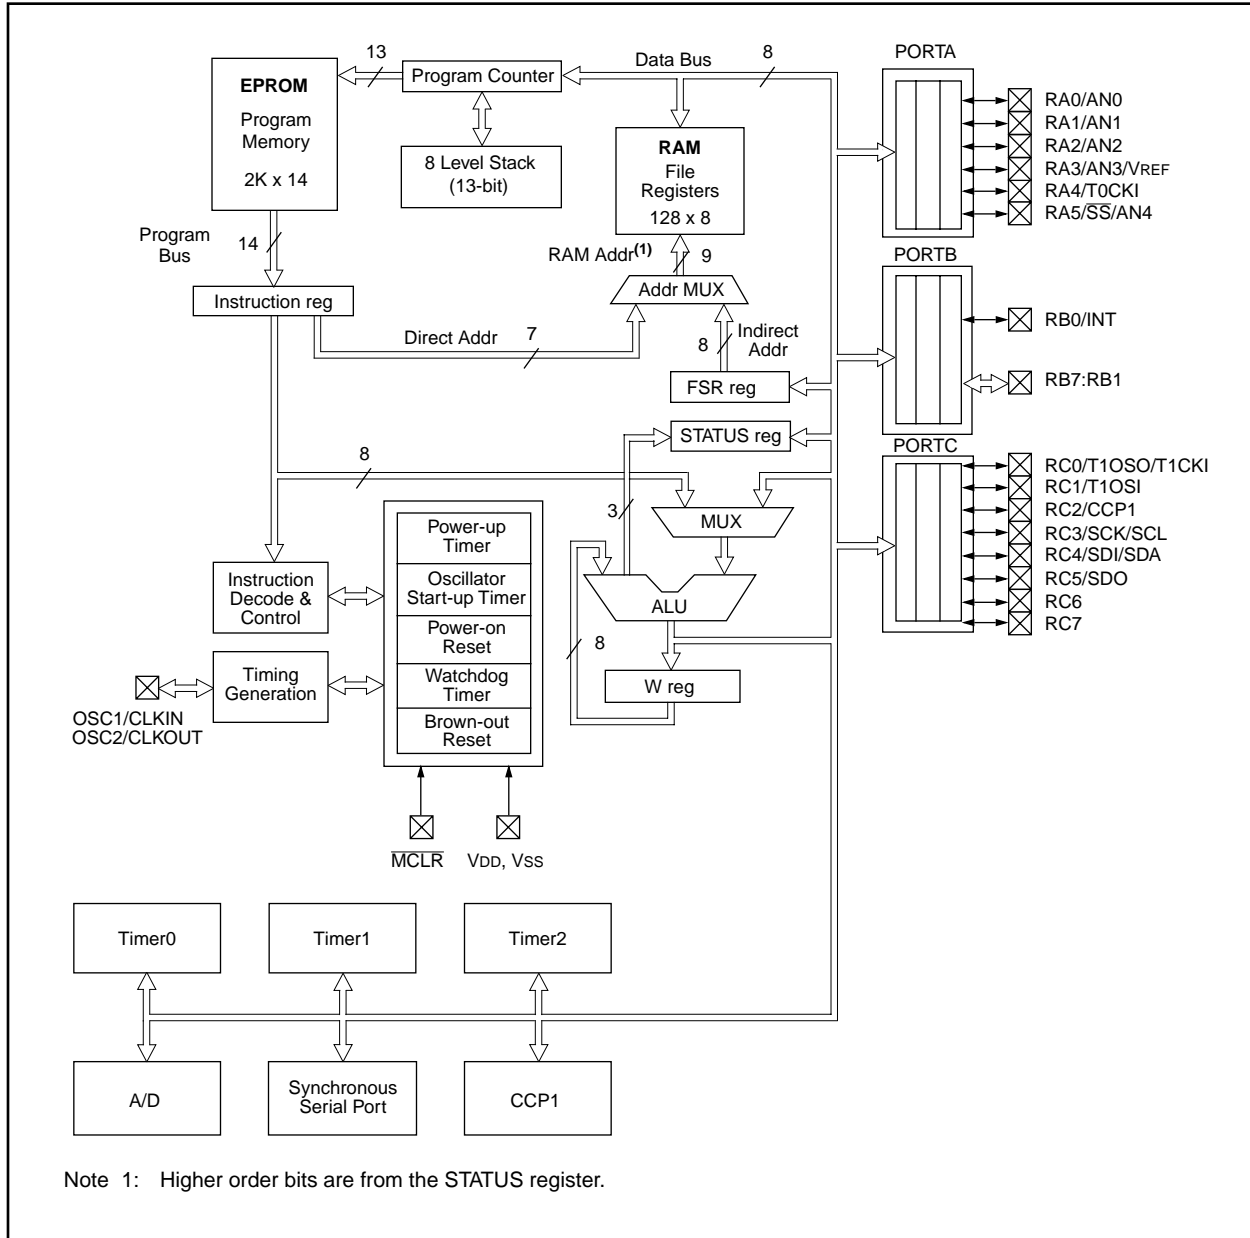 EPROM
Program
Memory
2K x 14
13
Program Counter
Data Bus
8
8 Level Stack
(13-bit)
RAM
File
Registers
128 x 8
Program
Bus
14
RAM Addr(1)
9
Instruction reg
Addr MUX
Direct Addr
7
8
Indirect
Addr
FSR reg
STATUS reg
8
3
MUX
ALU
8
W reg
Power-up
Timer
Oscillator
Start-up Timer
Power-on
Reset
Watchdog
Timer
Brown-out
Reset
Instruction
Decode &
Control
Timing
Generation
OSC1/CLKIN
OSC2/CLKOUT
MCLR
VDD, VSS
PORTA
RA0/AN0
RA1/AN1
RA2/AN2
RA3/AN3/VREF
RA4/T0CKI
RA5/SS/AN4
PORTB
RB0/INT
RB7:RB1
PORTC
RC0/T1OSO/T1CKI
RC1/T1OSI
RC2/CCP1
RC3/SCK/SCL
RC4/SDI/SDA
RC5/SDO
RC6
RC7
Timer0
Timer1
Timer2
A/D
Synchronous
Serial Port
CCP1
Note 1: Higher order bits are from the STATUS register.